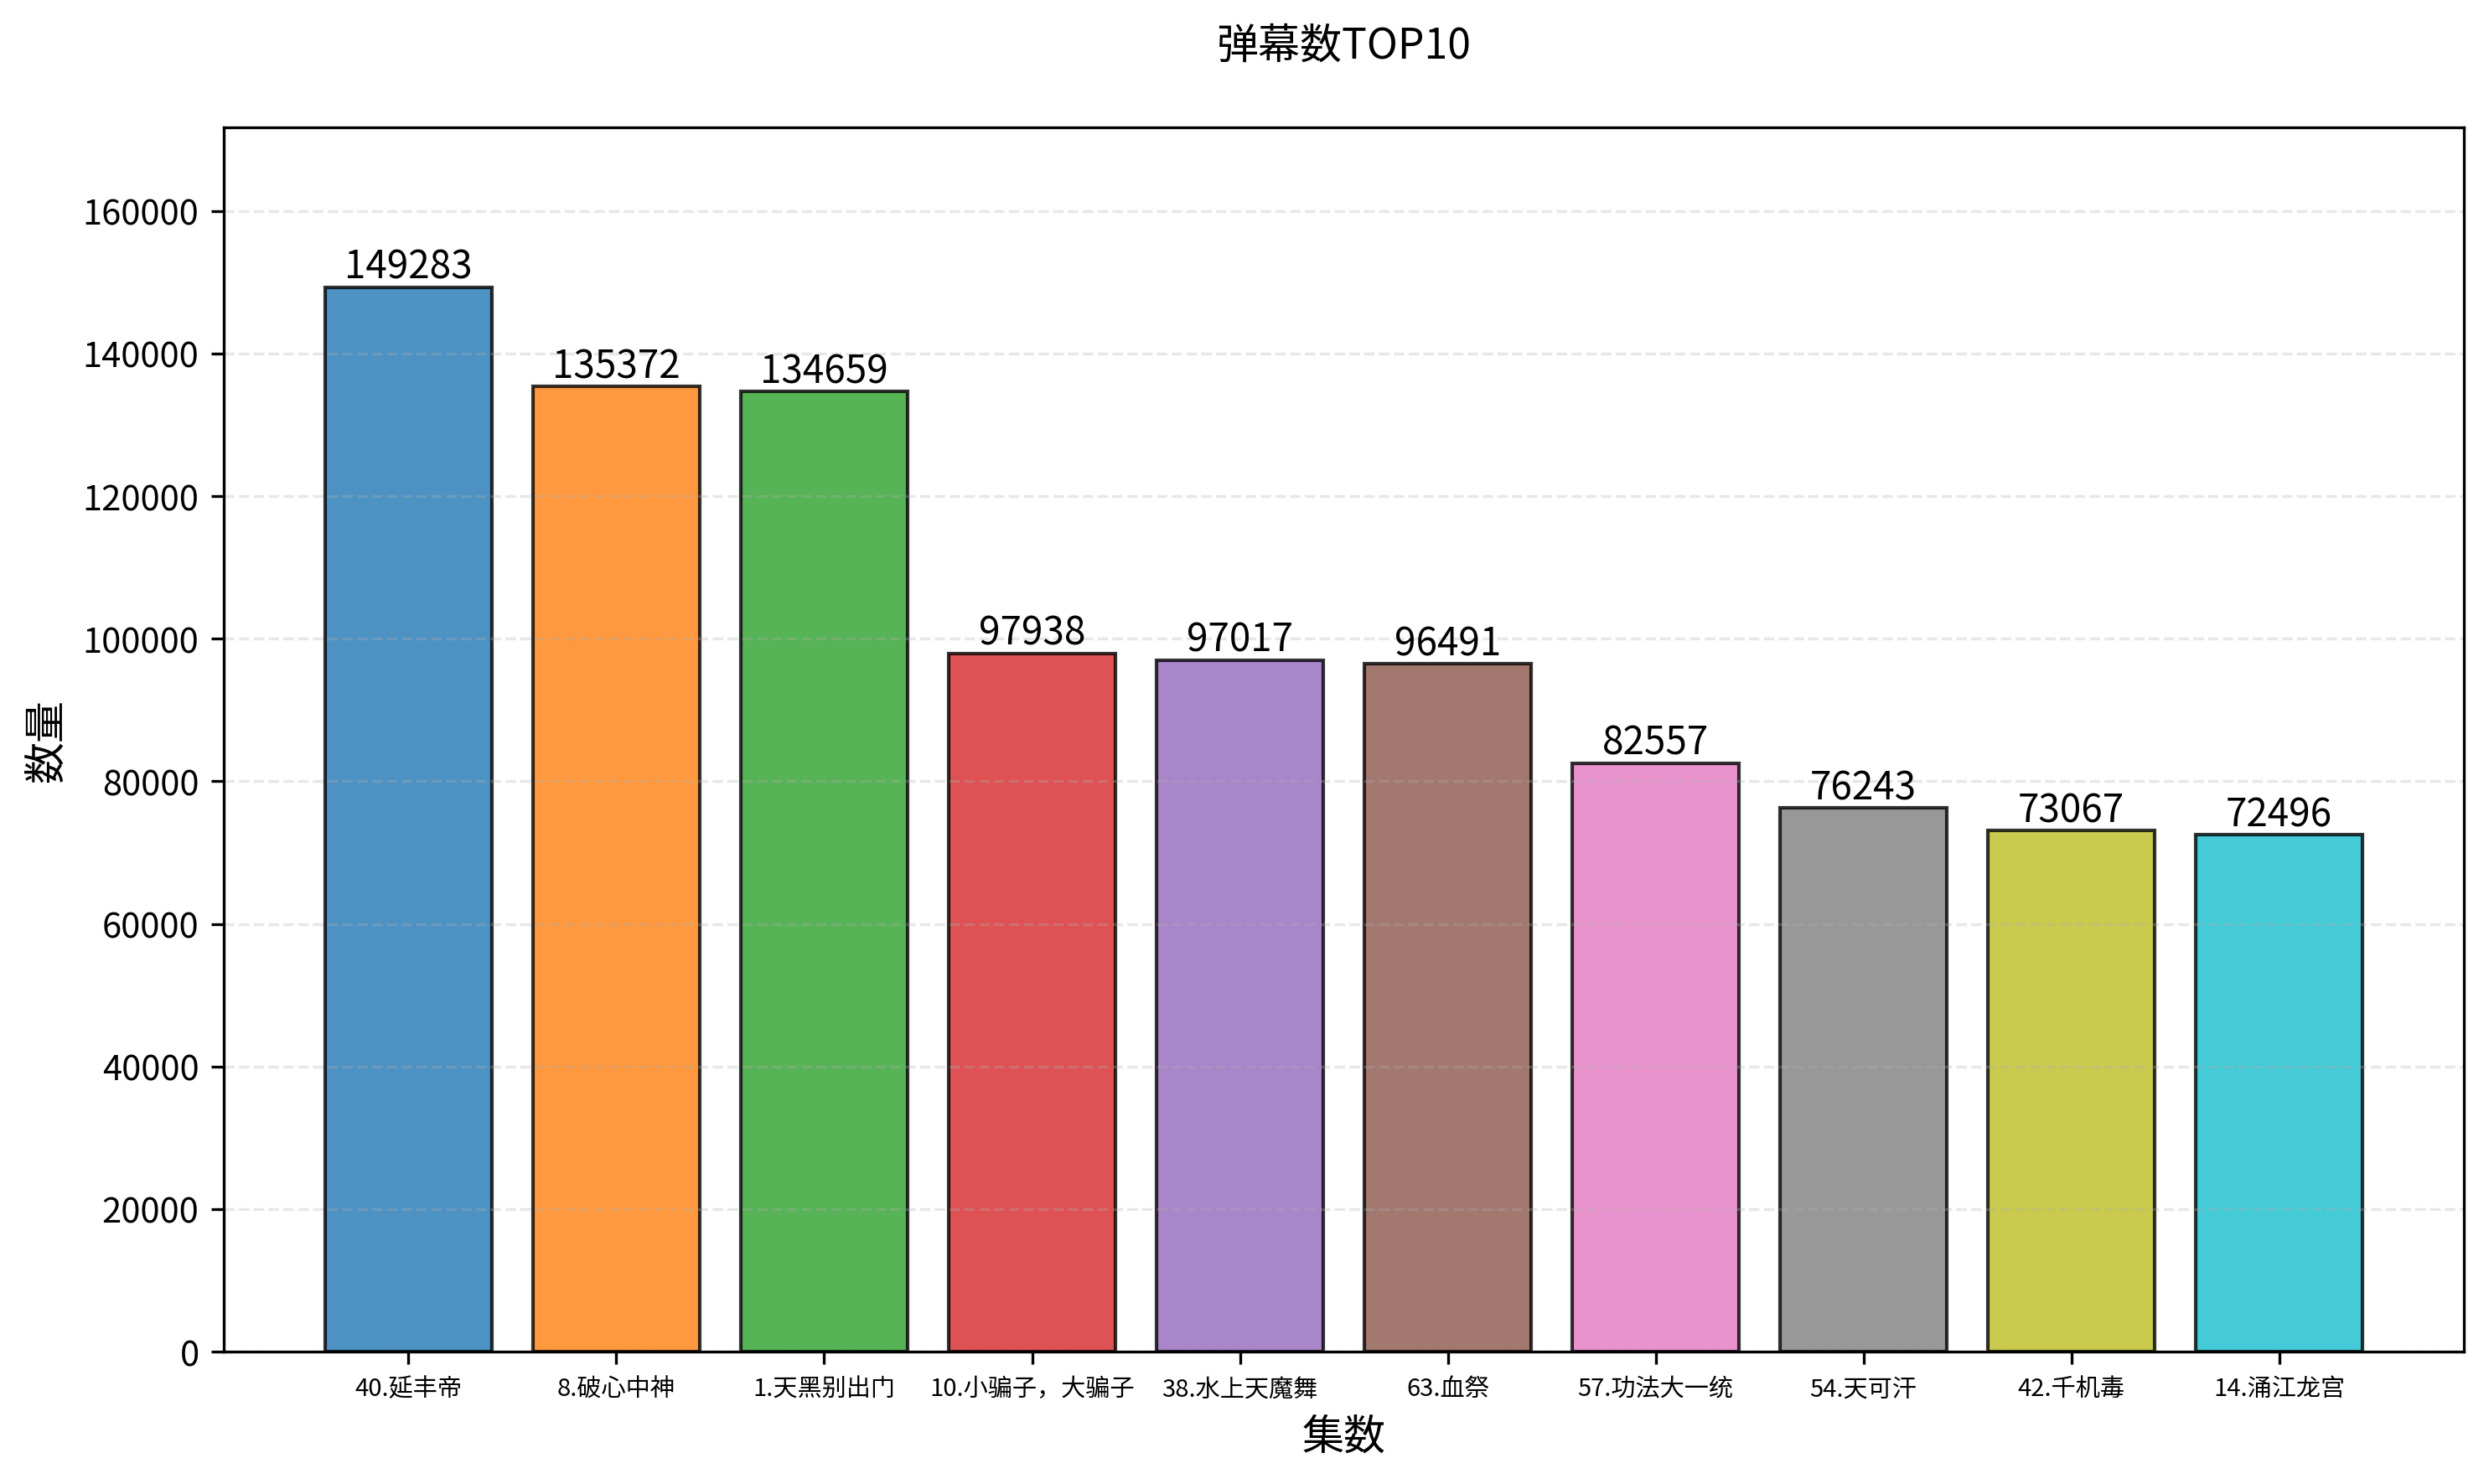 弹幕数TOP10
数量
160000
140000
120000
100000
80000
60000
40000
20000
0
149283
135372
134659
97938
97017
96491
82557
76243
73067
72496
40.延丰帝
8.破心中神
1.天黑别出门
10.小骗子，大骗子
38.水上天魔舞
63.血祭
57.功法大一统
54.天可汗
42.千机毒
14.涌江龙宫
集数